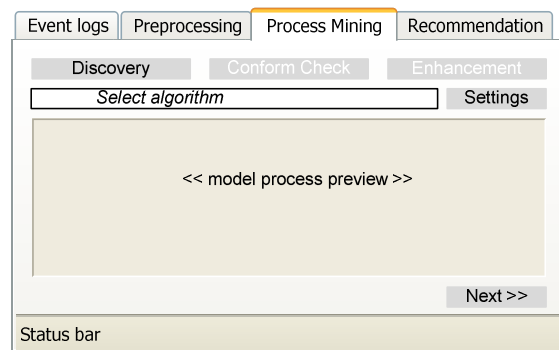 Event logs Preprocessing Process Mining Recommendation
Discovery Conform Check Enhancement
Select algorithm Settings
<< model process preview >>
Next >>
Status bar